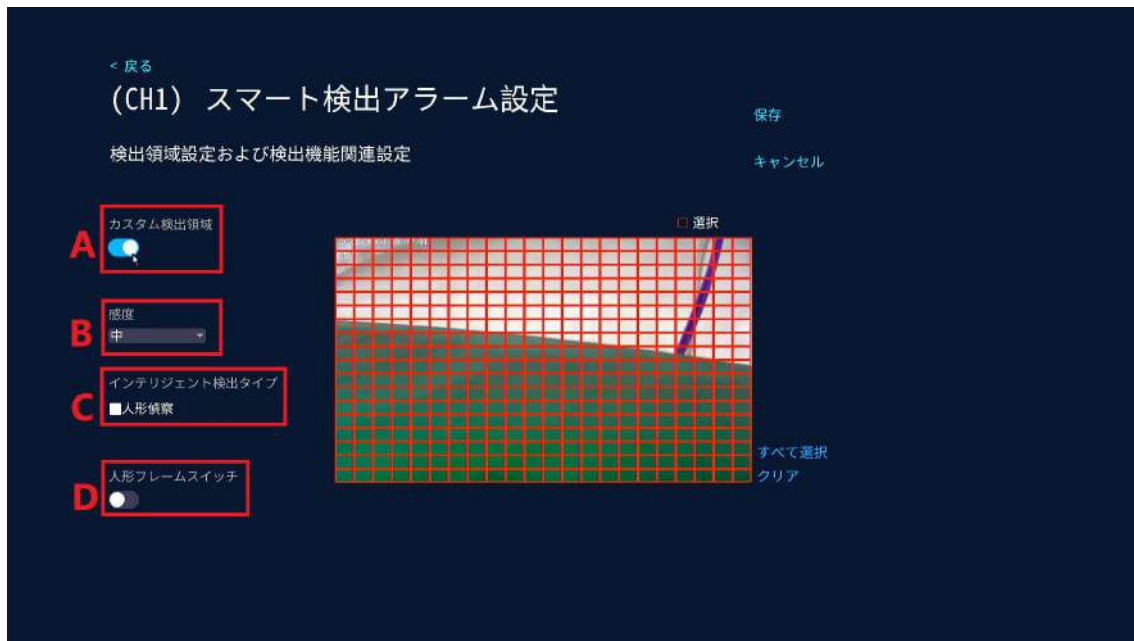 < 戻る
(CH1) スマート検出アラーム設定
保存
検出領域設定および検出機能関連設定
キャンセル
A
カスタム検出領域
選択
B
感度
中
C
インテリジェント検出タイプ
人形偵察
すべて選択
クリア
D
人形フレームスイッチ